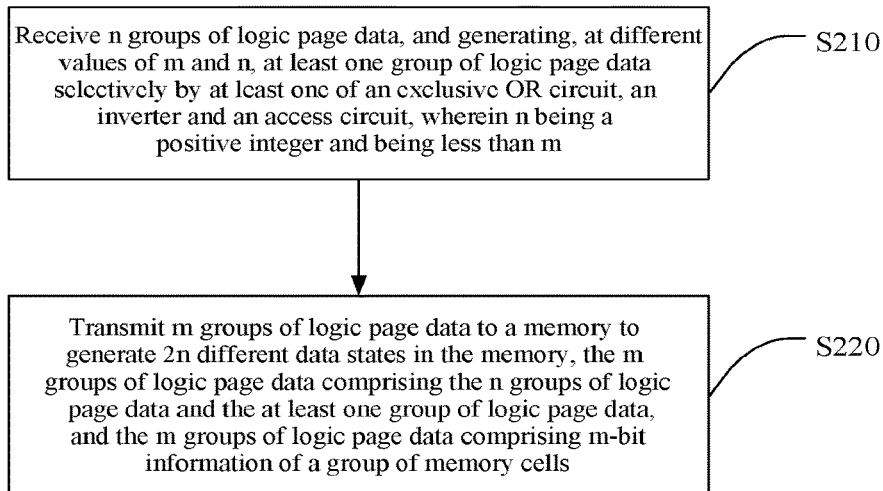 Receive n groups of logic page data, and generating, at different
values of m and n, at least one group of logic page data
selectively by at least one of an exclusive OR circuit, an
inverter and an access circuit, wherein n being a
positive integer and being less than m
S210
Transmit m groups of logic page data to a memory to
generate 2n different data states in the memory, the m
groups of logic page data comprising the n groups of logic
page data and the at least one group of logic page data,
and the m groups of logic page data comprising m-bit
information of a group of memory cells
S220